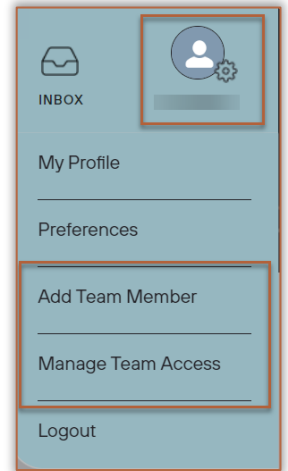 INBOX
My Profile
Preferences
Add Team Member
Manage Team Access
Logout